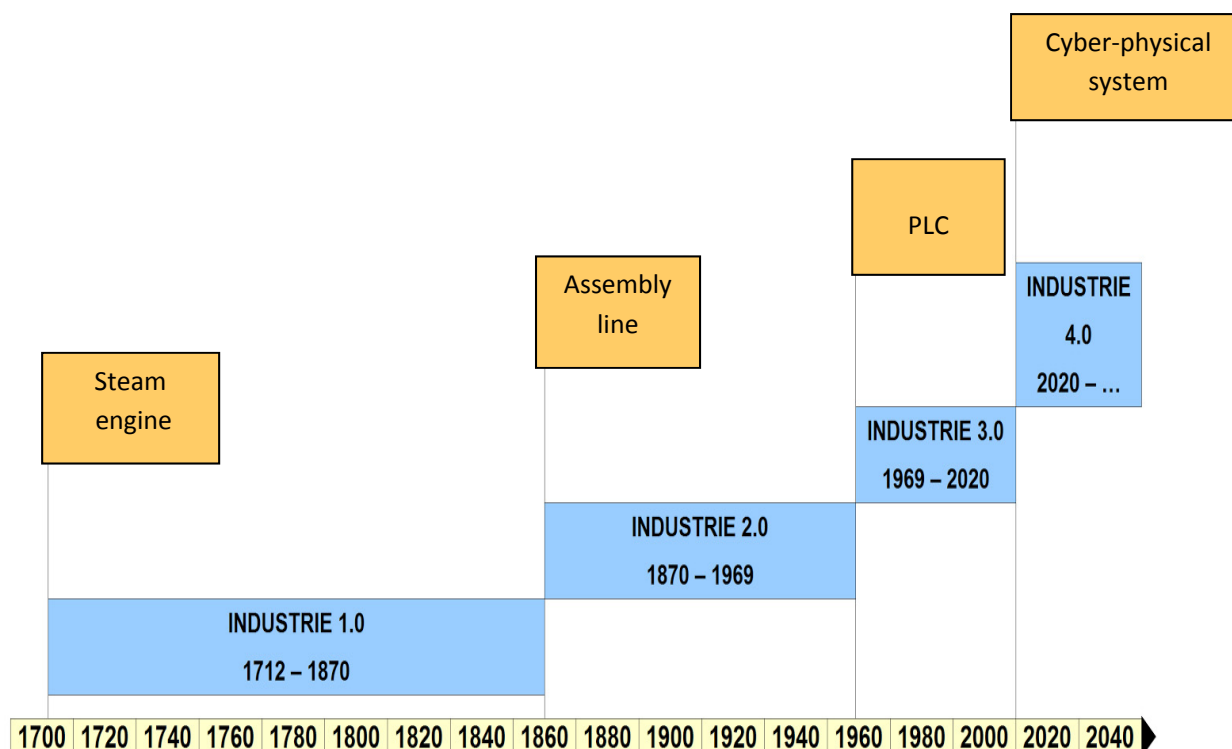 Cyber-physical
system
PLC
Assembly
line
Steam
engine
INDUSTRIE
4.0
2020 – ...
INDUSTRIE 3.0
1969 – 2020
INDUSTRIE 2.0
1870 – 1969
INDUSTRIE 1.0
1712 – 1870
1700 1720 1740 1760 1780 1800 1820 1840 1860 1880 1900 1920 1940 1960 1980 2000 2020 2040